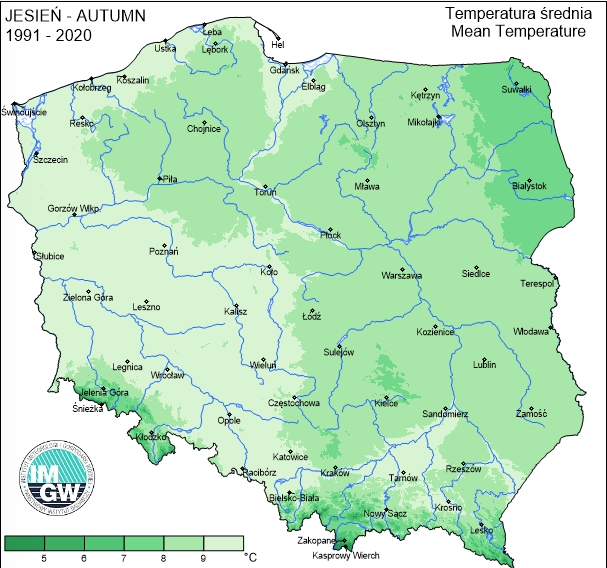 JESIEŃ - AUTUMN
1991 - 2020
Temperatura średnia
Mean Temperature
Łeba
Hel
Ustka
Lębork
Gdańsk
Koszalin
Kołobrzeg
Elbląg
Kętrzyn
Suwałki
Świnoujście
Resko
Chojnice
Olsztyn
Mikołajki
Szczecin
Piła
Toruń
Mława
Białystok
Gorzów Wlkp.
Płock
Słubice
Poznań
Koło
Warszawa
Siedlce
Terespol
Zielona Góra
Leszno
Kalisz
Łódź
Kozienice
Włodawa
Sulejów
Legnica
Wrocław
Wieluń
Lublin
Jelenia Góra
Śnieżka
Częstochowa
Kielce
Sandomierz
Zamość
Opole
Kłodzko
Katowice
Racibórz
Kraków
Tarnów
Rzeszow
Bielsko-Biała
Nowy Sącz
Krosno
Lesko
Zakopane
Kasprowy Wierch
IM
GW
5 6 7 8 9 °C